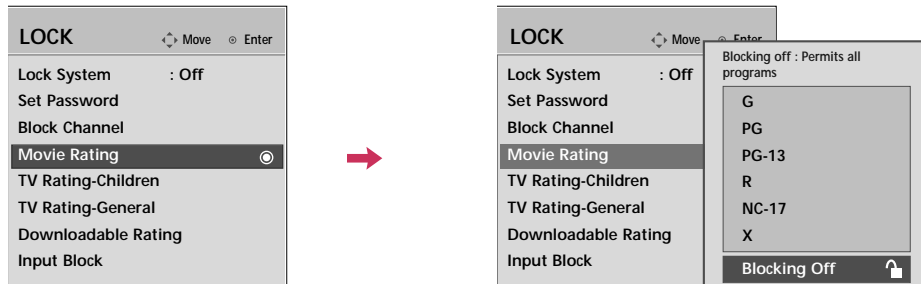 LOCK Move Enter
Lock System : Off
Set Password
Block Channel
Movie Rating
TV Rating-Children
TV Rating-General
Downloadable Rating
Input Block
LOCK Move Enter
Lock System : Off
Set Password
Block Channel
Movie Rating
TV Rating-Children
TV Rating-General
Downloadable Rating
Input Block
Blocking off : Permits all
programs
G
PG
PG-13
R
NC-17
X
Blocking Off